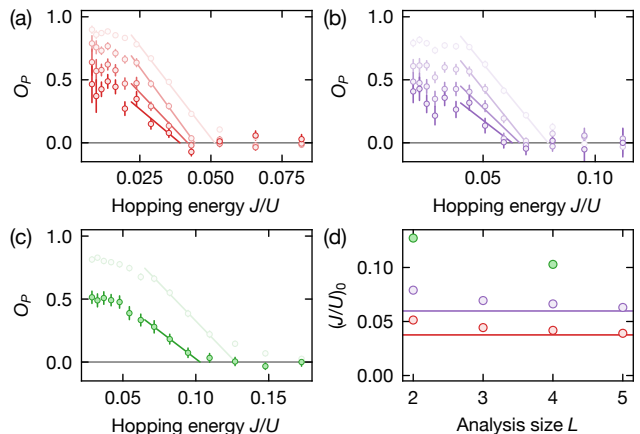 (a)
1.0
0.5
0.0
O_P
0.025 0.050 0.075
Hopping energy J/U
(b)
1.0
0.5
0.0
O_P
0.05 0.10
Hopping energy J/U
(c)
1.0
0.5
0.0
O_P
0.05 0.10 0.15
Hopping energy J/U
(d)
0.10
0.05
0.00
(J/U)_0
2 3 4 5
Analysis size L